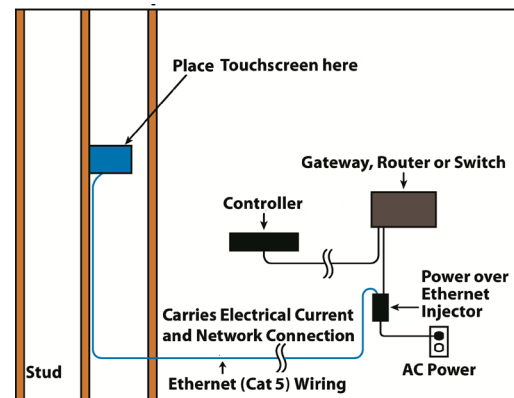 Place Touchscreen here
Gateway, Router or Switch
Controller
Power over
Ethernet
Injector
Carries Electrical Current
and Network Connection
AC Power
Stud
Ethernet (Cat 5) Wiring